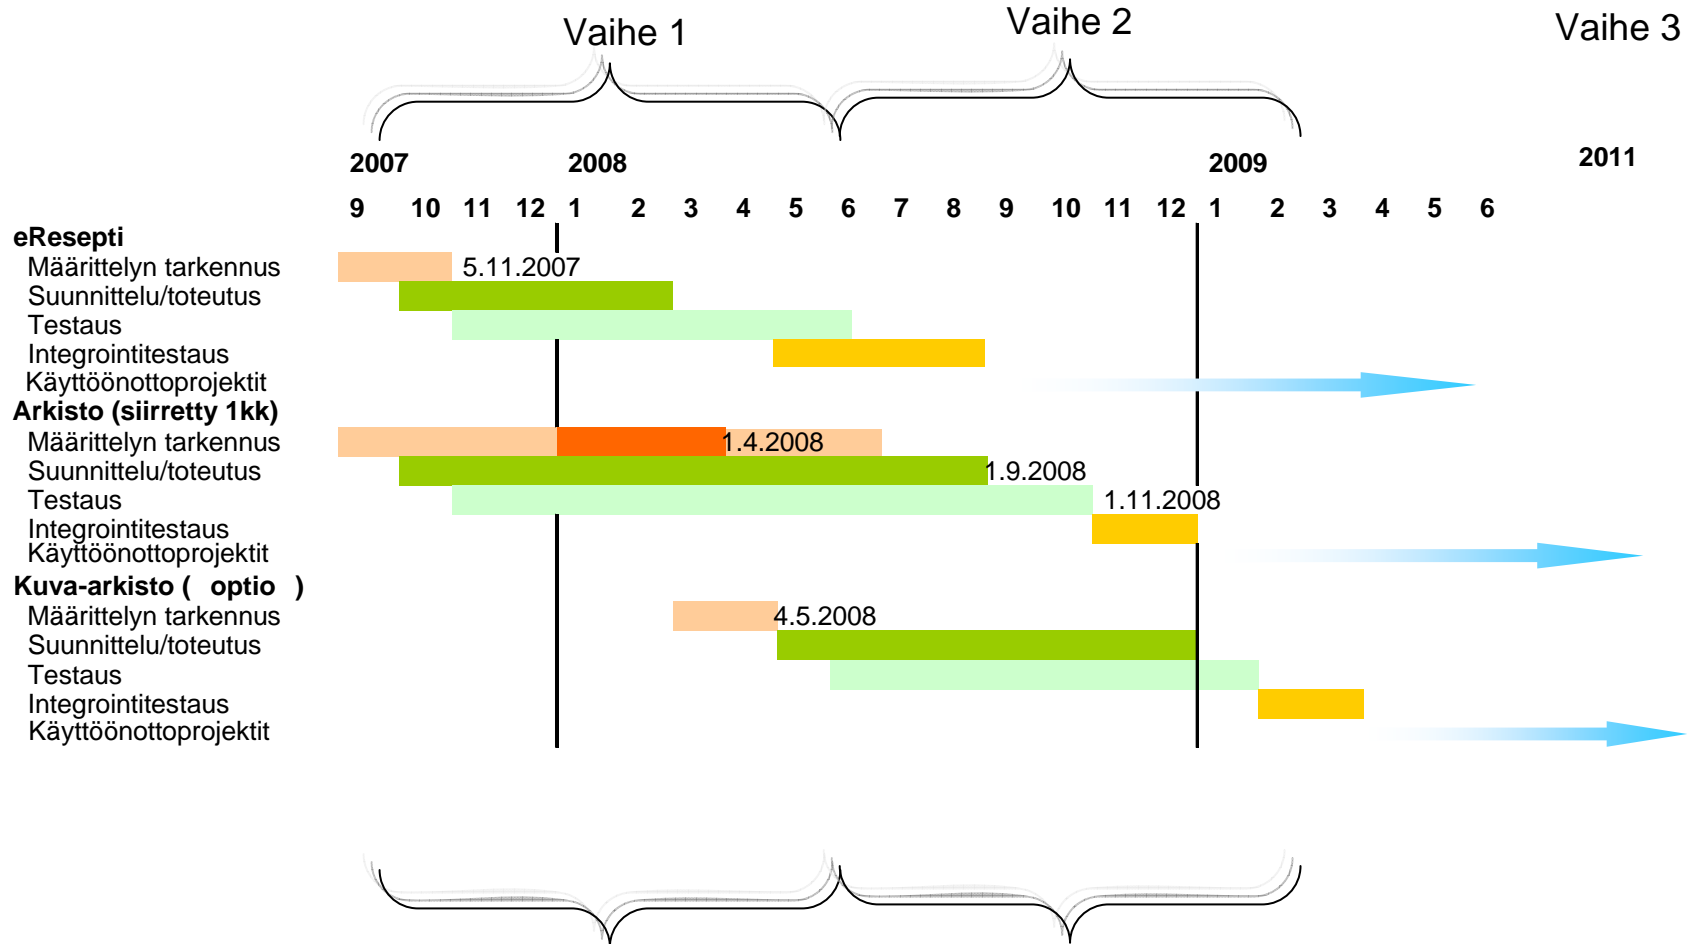 Vaihe 1 Vaihe 2 Vaihe 3
2007 2008 2009 2011
9 10 11 12 1 2 3 4 5 6 7 8 9 10 11 12 1 2 3 4 5 6
eResepti
Määrittelyn tarkennus 5.11.2007
Suunnittelu/toteutus
Testaus
Integrointitestaus
Käyttöönottoprojektit
Arkisto (siirretty 1kk)
Määrittelyn tarkennus 1.4.2008
Suunnittelu/toteutus 1.9.2008
Testaus 1.11.2008
Integrointitestaus
Käyttöönottoprojektit
Kuva-arkisto ( optio )
Määrittelyn tarkennus 4.5.2008
Suunnittelu/toteutus
Testaus
Integrointitestaus
Käyttöönottoprojektit